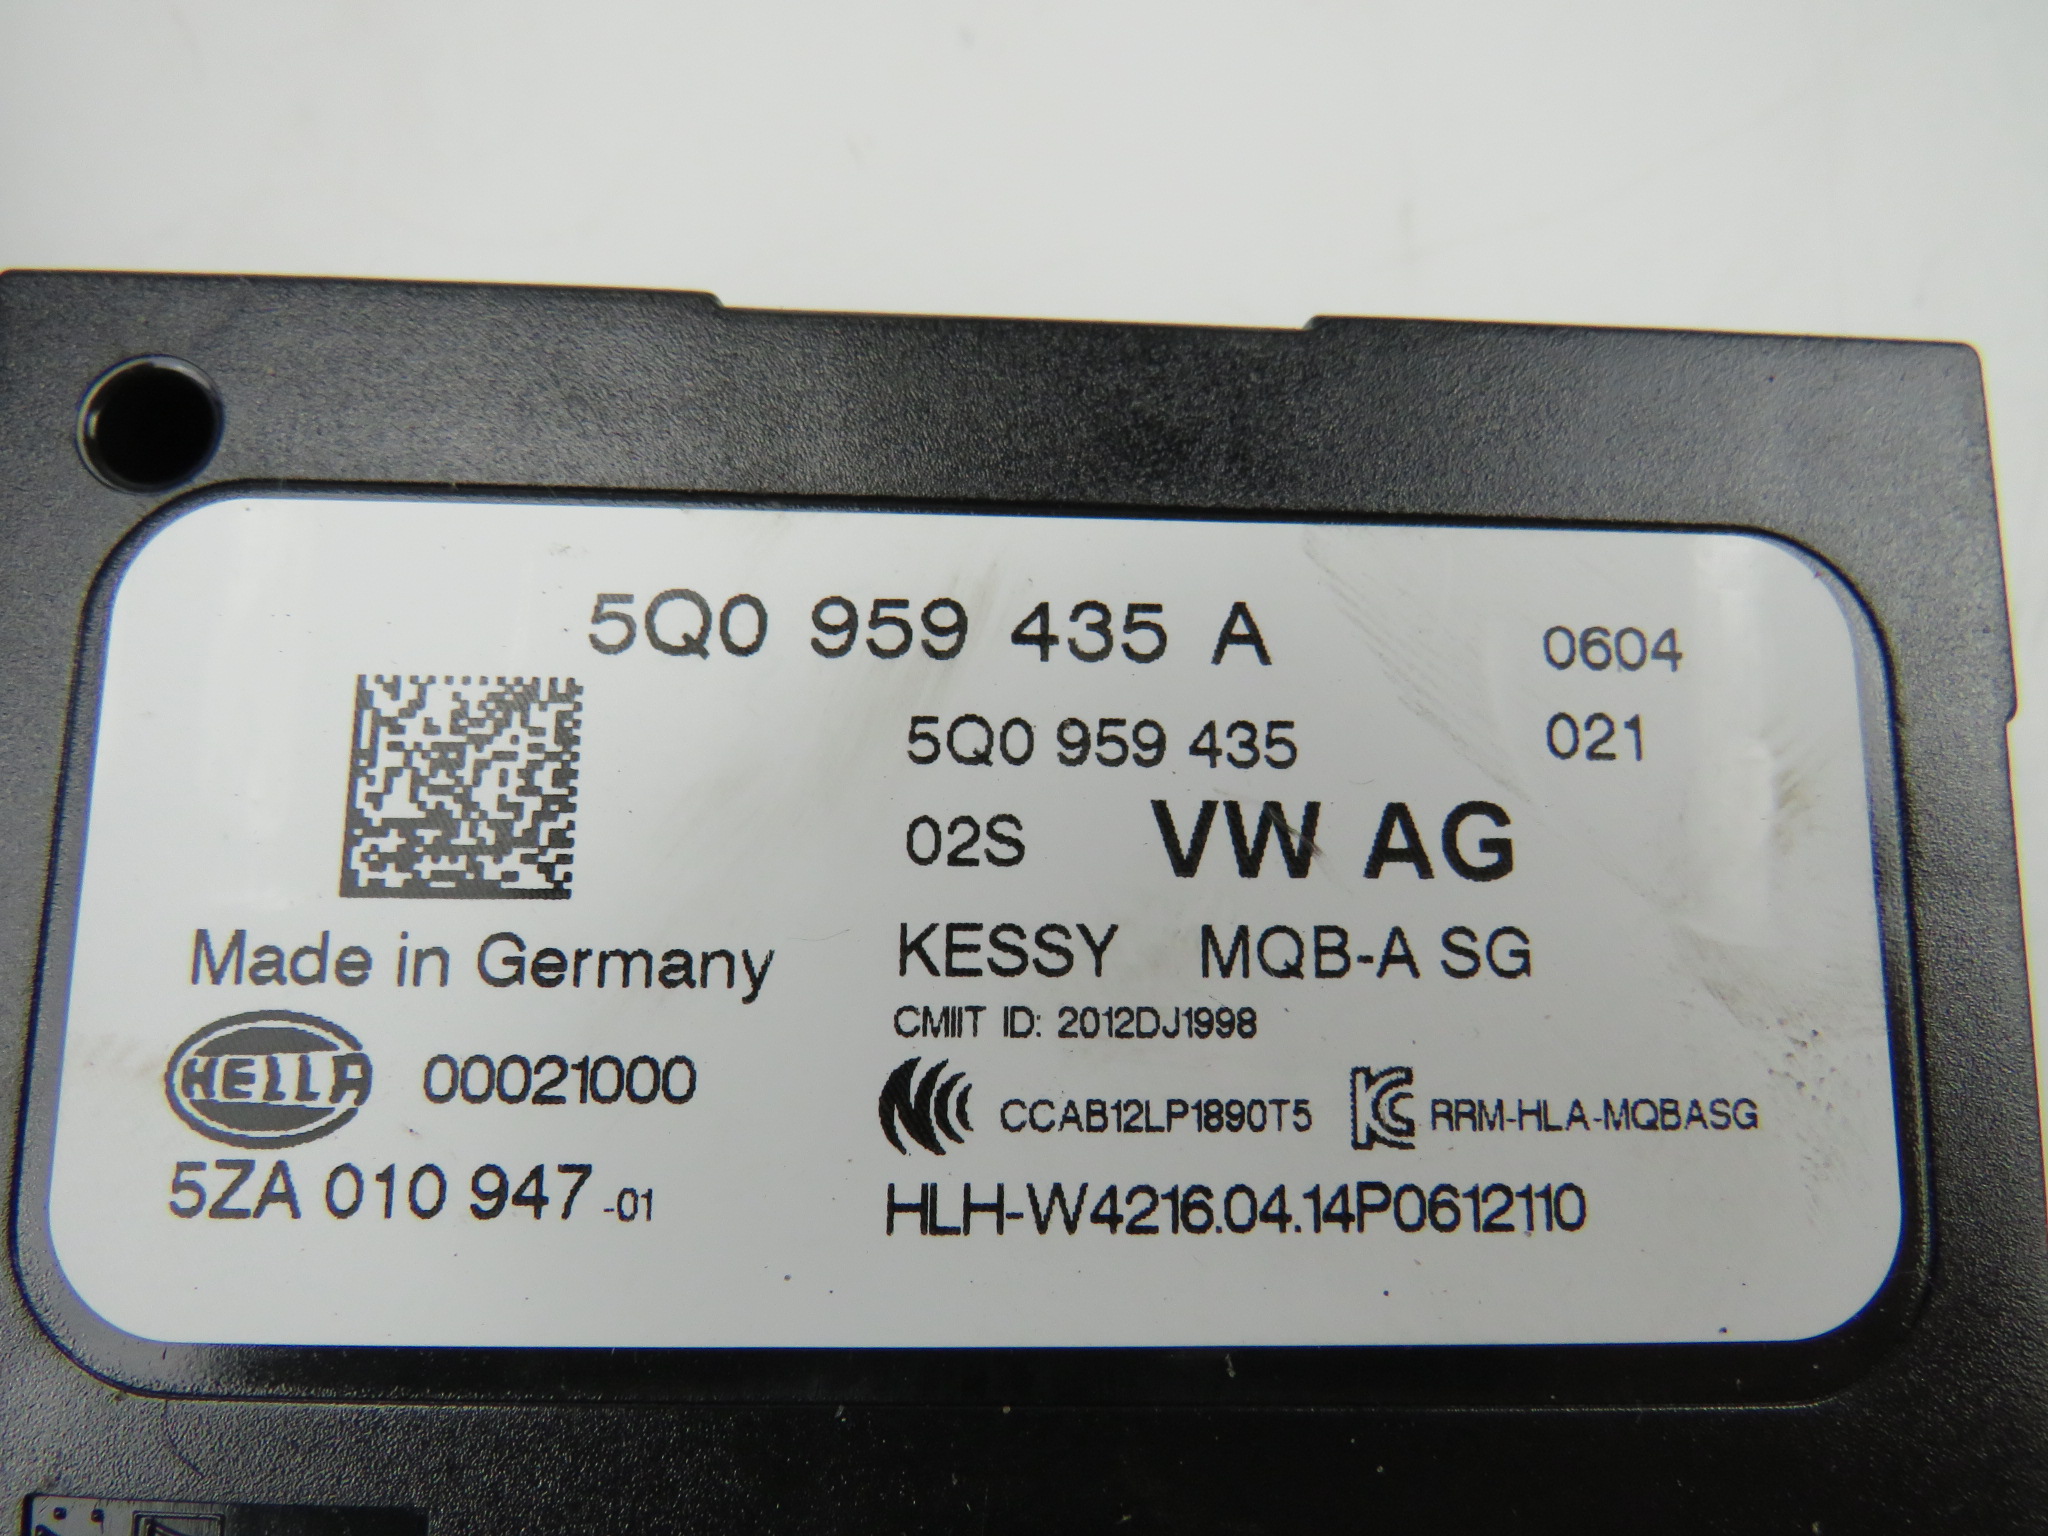 5Q0 959 435 A 0604
5Q0 959 435 021
02S VW AG
Made in Germany KESSY MQB-A SG
CMIIT ID: 2012DJ1998
HELLA 00021000 CCAB12LP1890T5 RRM-HLA-MQBASG
5ZA 010 947 -01 HLH-W4216.04.14P0612110